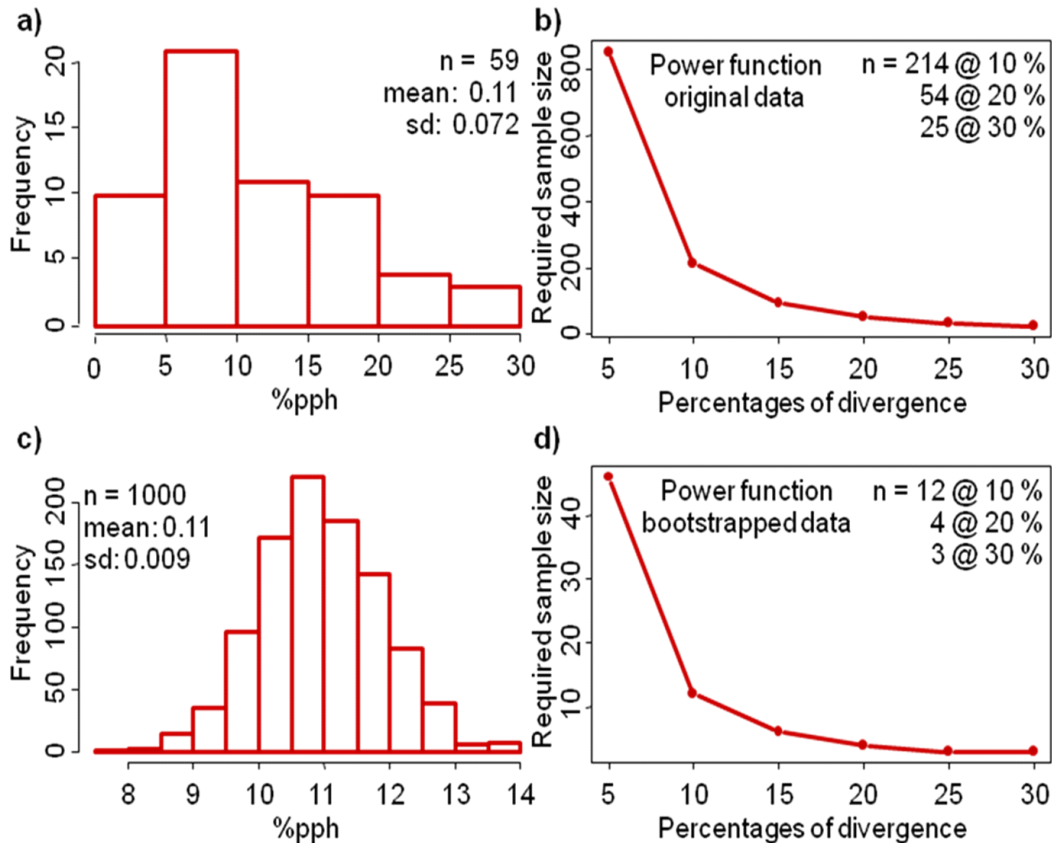 a)
Frequency
20
15
10
5
0
n = 59
mean: 0.11
sd: 0.072
0 5 10 15 20 25 30
%pph
b)
Required sample size
800
600
400
200
0
Power function
original data
n = 214 @ 10 %
54 @ 20 %
25 @ 30 %
5 10 15 20 25 30
Percentages of divergence
c)
Frequency
200
150
100
50
0
n = 1000
mean: 0.11
sd: 0.009
8 9 10 11 12 13 14
%pph
d)
Required sample size
40
30
20
10
Power function
bootstrapped data
n = 12 @ 10 %
4 @ 20 %
3 @ 30 %
5 10 15 20 25 30
Percentages of divergence